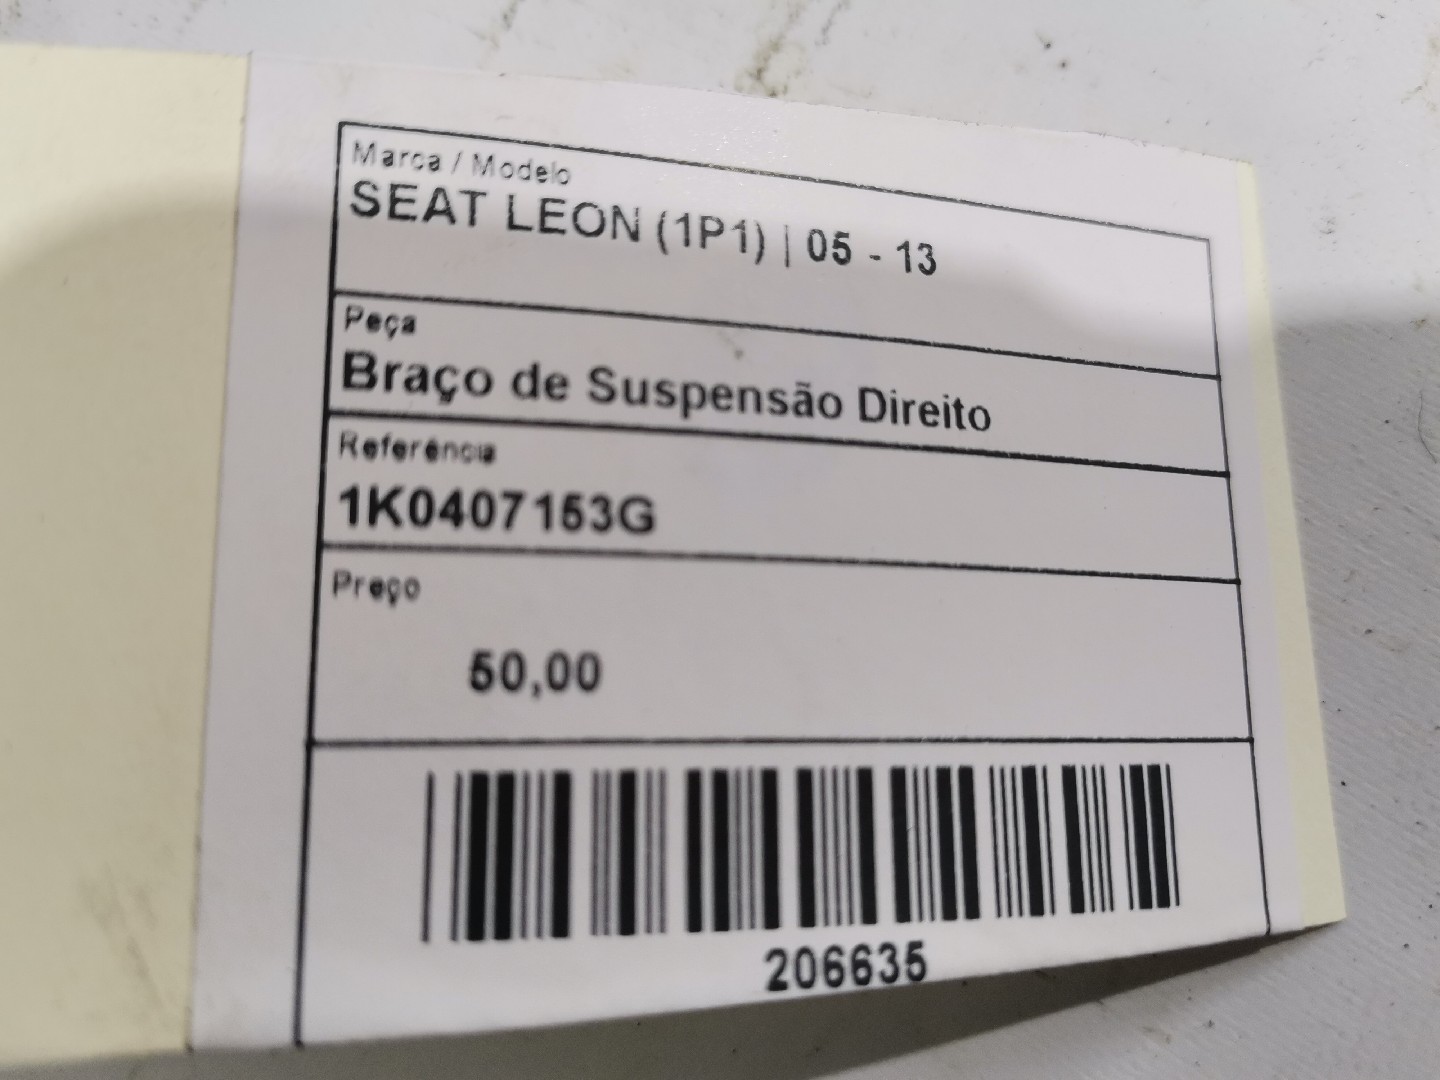 Marca / Modelo
SEAT LEON (1P1) | 05 - 13
Peça
Braço de Suspensão Direito
Referência
1K0407153G
Preço
50,00
206635